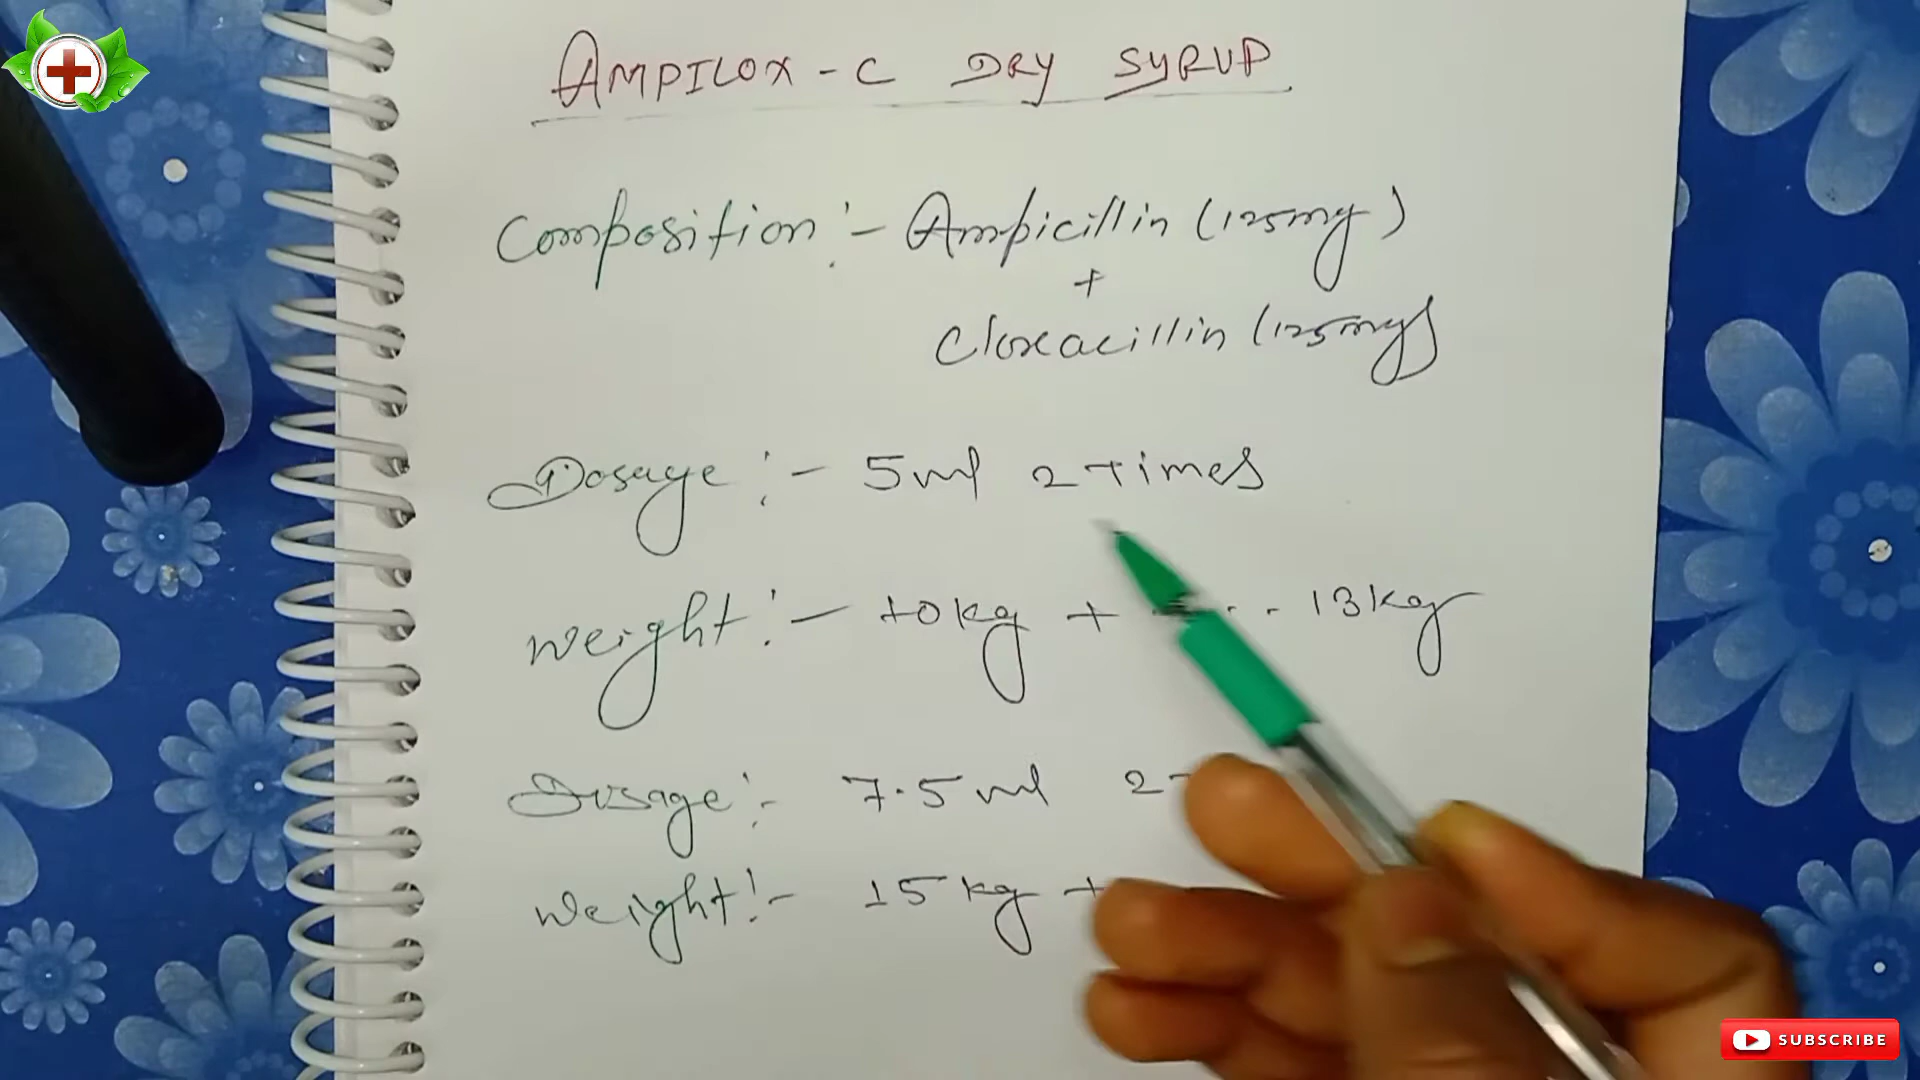 AMPILOX - C DRY SYRUP
Composition :- Ampicillin (125mg)
+
Cloxacillin (125mg)
Dosage :- 5ml 2 Times
Weight :- 10kg + . . . 13kg
Dosage :- 7.5 ml 2
Weight :- 15 kg +
SUBSCRIBE